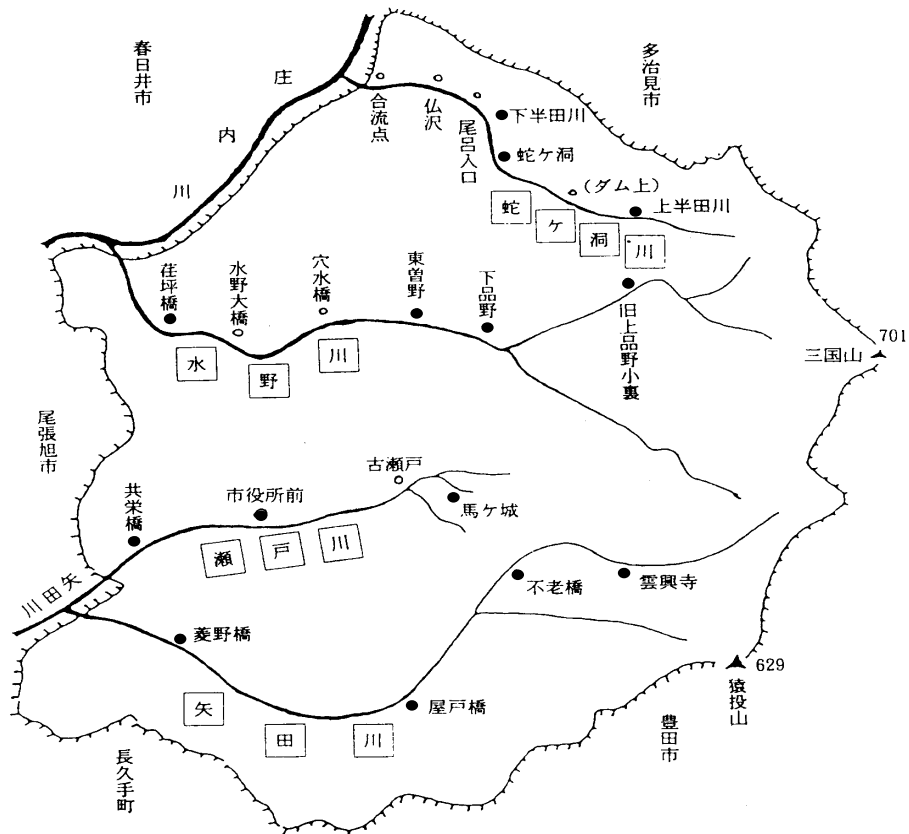 春日井市
多治見市
庄内川
合流点
仏沢
尾呂入口
下半田川
蛇ケ洞
(ダム上)
上半田川
蛇ケ洞川
荏坪橋
水野大橋
穴水橋
東曽野
下品野
旧上品野小裏
水野川
701
三国山
尾張旭市
共栄橋
市役所前
古瀬戸
馬ケ城
瀬戸川
川田矢
菱野橋
不老橋
雲興寺
屋戸橋
矢田川
629
猿投山
豊田市
長久手町